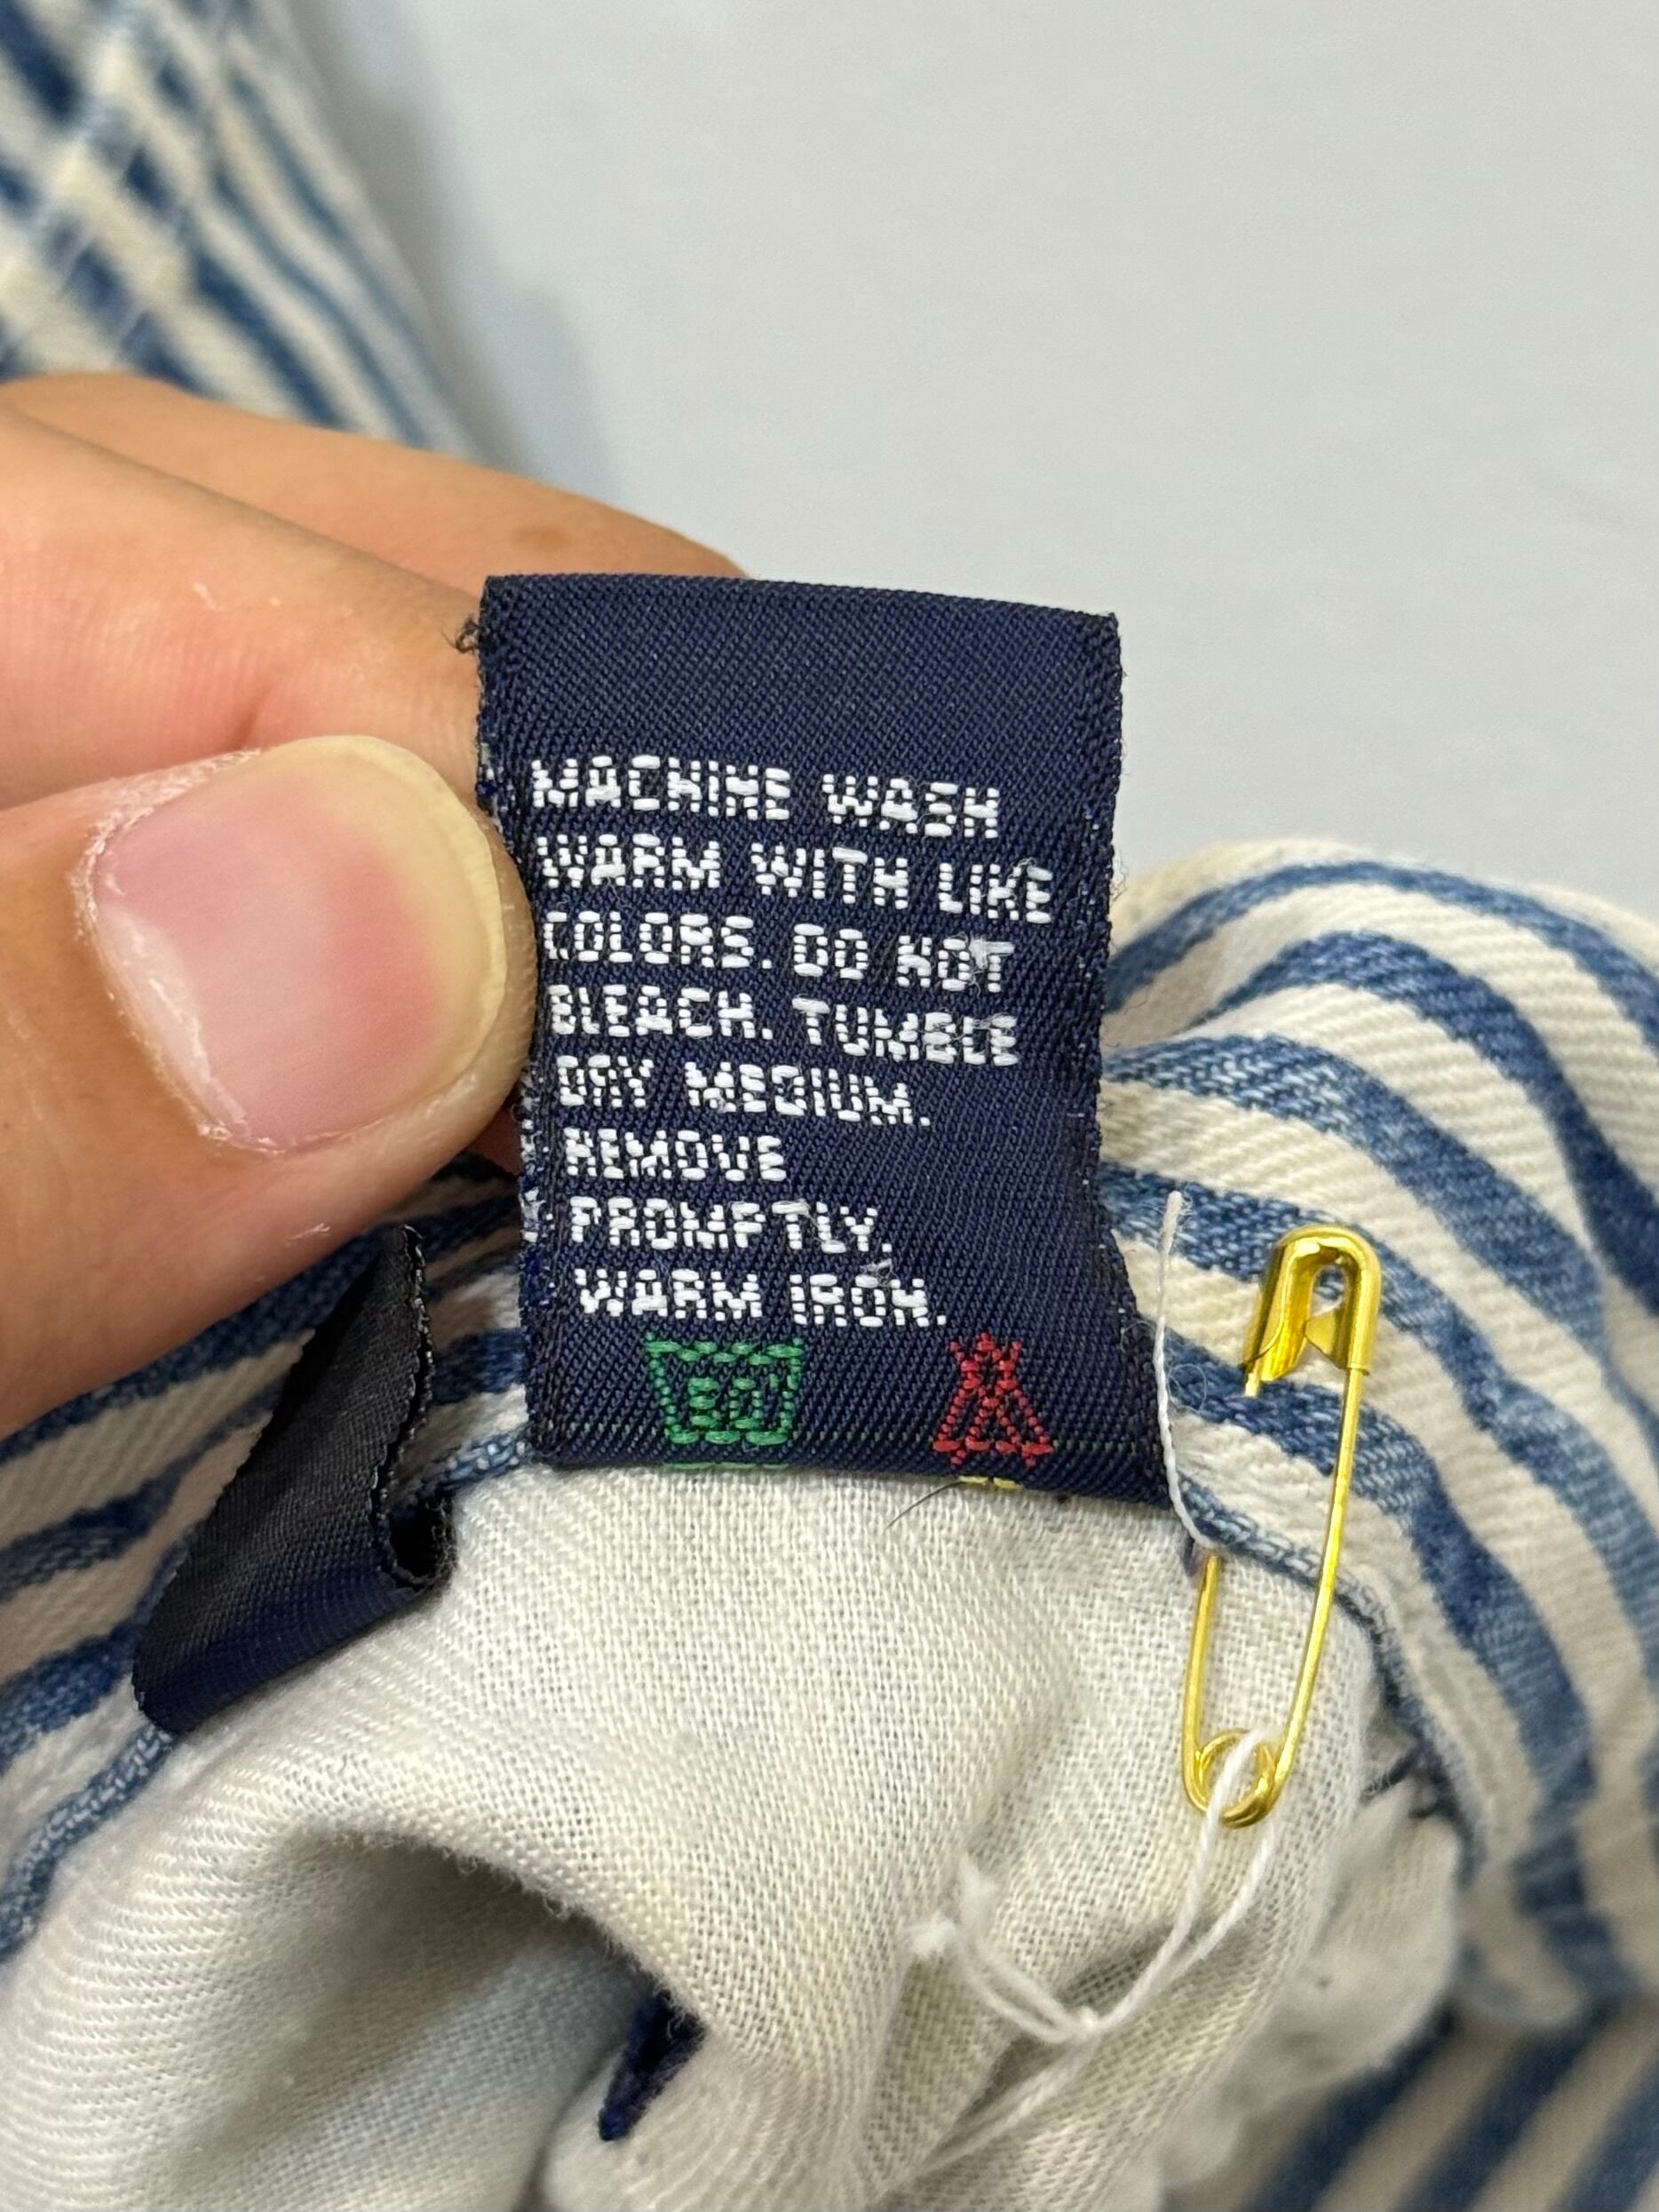 MACHINE WASH
WARM WITH LIKE
COLORS. DO NOT
BLEACH. TUMBLE
DRY MEDIUM.
REMOVE
PROMPTLY.
WARM IRON.